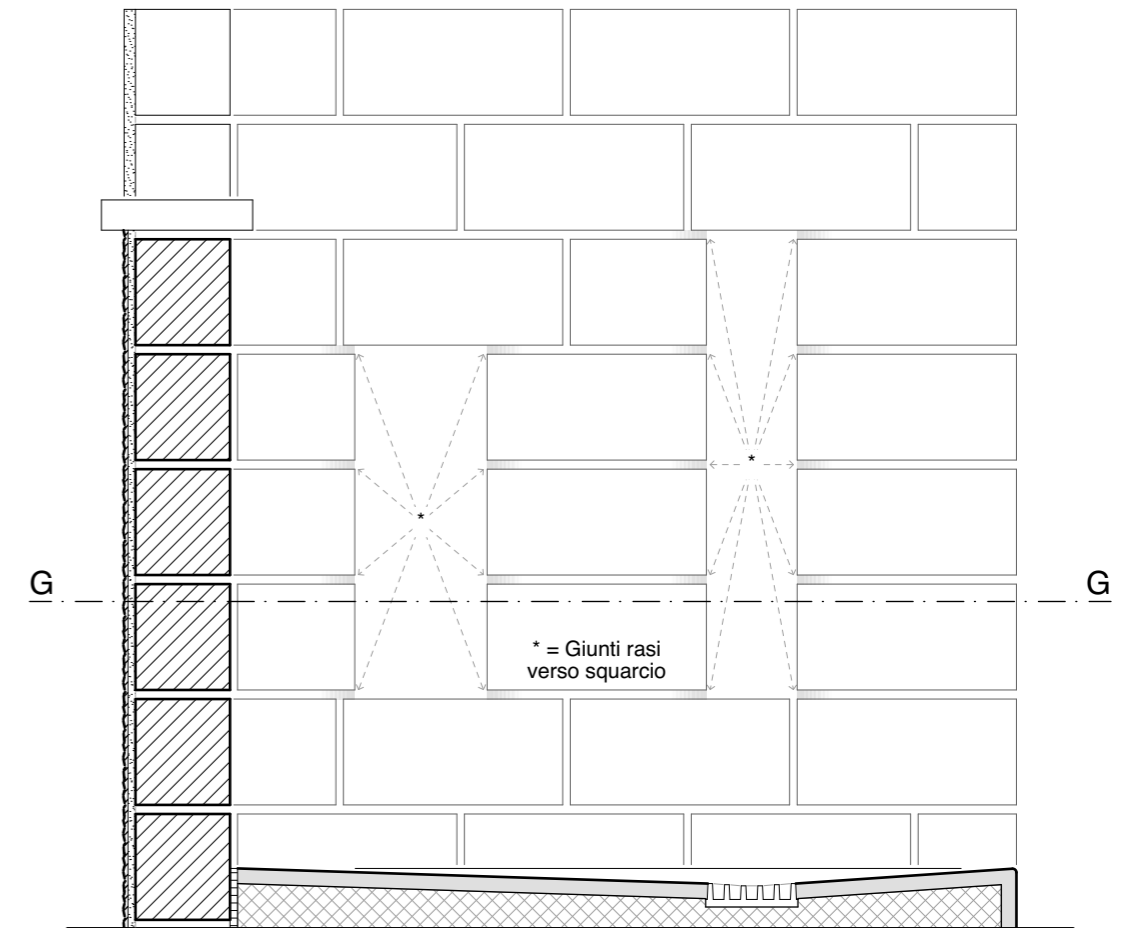 *
*
G
G
* = Giunti rasi
verso squarcio